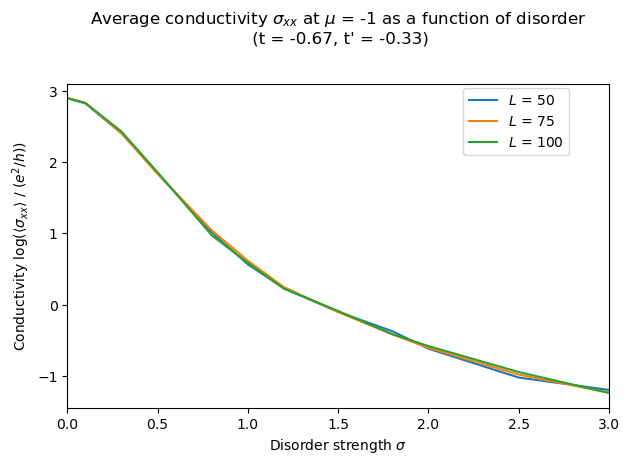 Average conductivity σxx at μ = -1 as a function of disorder
(t = -0.67, t' = -0.33)
Conductivity log(⟨σxx⟩ / (e²/h))
3
2
1
0
−1
L = 50
L = 75
L = 100
0.0 0.5 1.0 1.5 2.0 2.5 3.0
Disorder strength σ